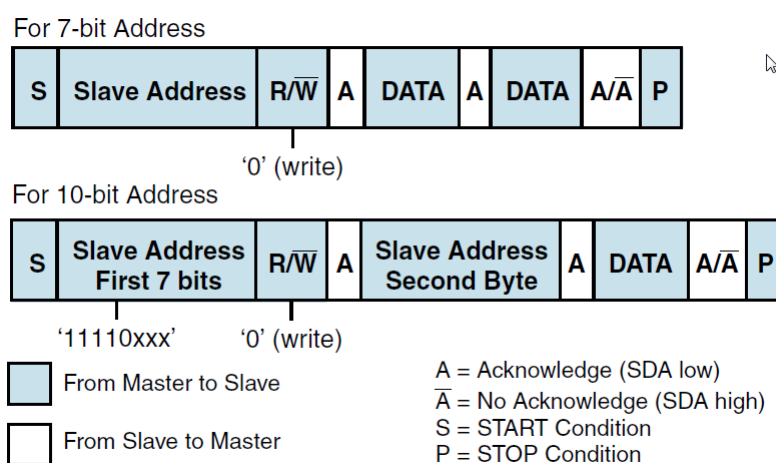 For 7-bit Address
S Slave Address R/W̅ A DATA A DATA A/A̅ P
‘0’ (write)
For 10-bit Address
S Slave Address First 7 bits R/W̅ A Slave Address Second Byte A DATA A/A̅ P
‘11110xxx’ ‘0’ (write)
From Master to Slave
From Slave to Master
A = Acknowledge (SDA low)
A̅ = No Acknowledge (SDA high)
S = START Condition
P = STOP Condition